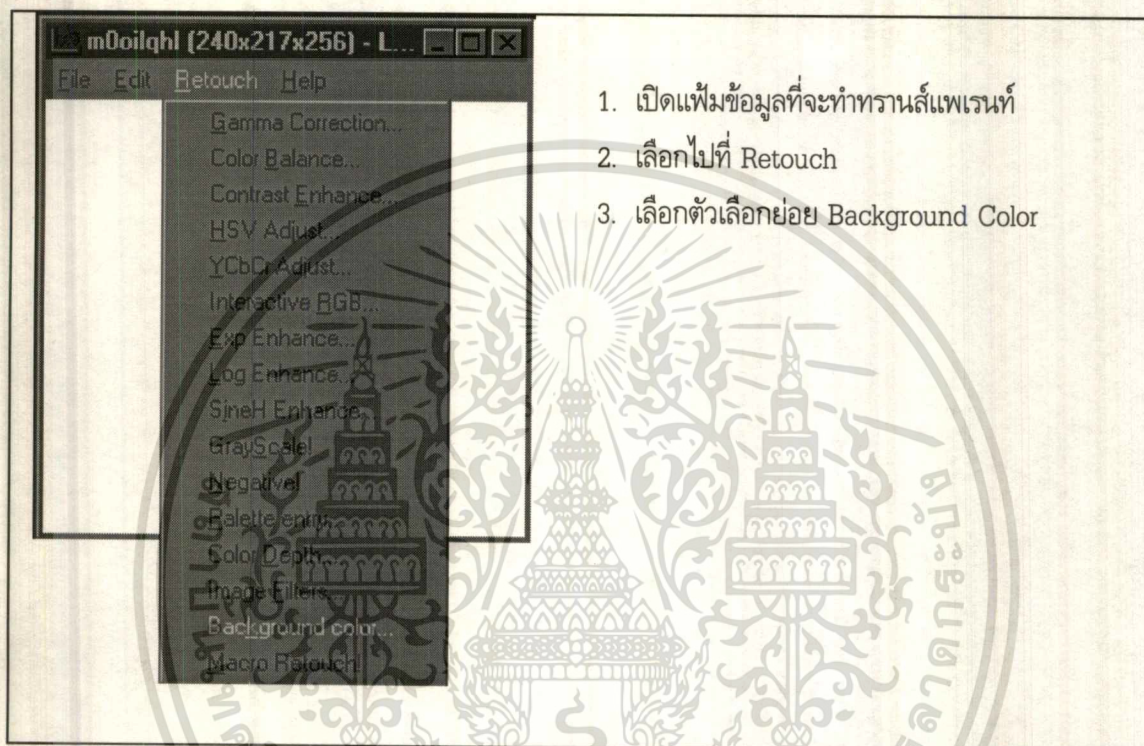 m0oilqhl (240x217x256) - L...
File Edit Retouch Help
Gamma Correction...
Color Balance...
Contrast Enhance...
HSV Adjust...
YCbCr Adjust...
Interactive RGB...
Exp Enhance...
Log Enhance...
SineH Enhance...
GrayScale!
Negative!
Palette entry...
Color Depth...
Image Filters...
Background color...
Macro Retouch!
1. เปิดแฟ้มข้อมูลที่จะทำทรานส์แพเรนท์
2. เลือกไปที่ Retouch
3. เลือกตัวเลือกย่อย Background Color